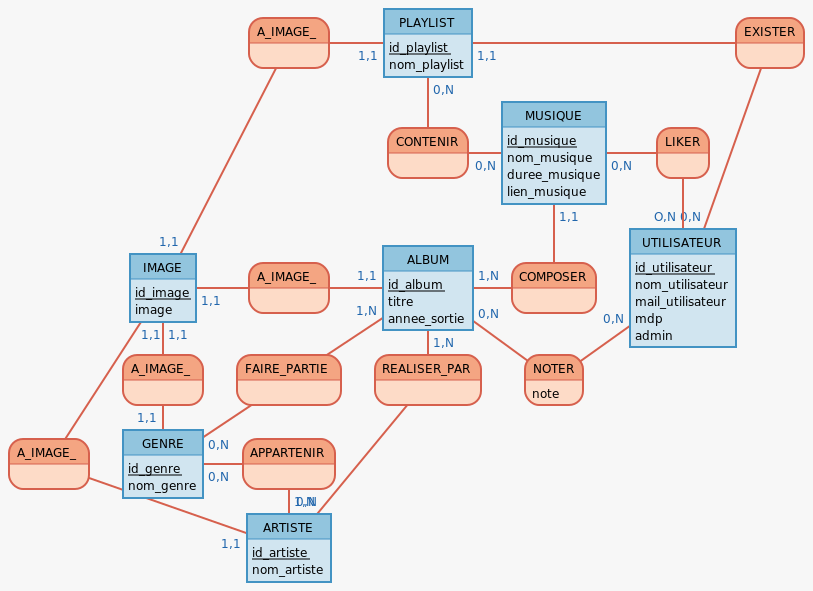 PLAYLIST
id_playlist
nom_playlist
A_IMAGE_
EXISTER
1,1
1,1
0,N
MUSIQUE
id_musique
nom_musique
duree_musique
lien_musique
CONTENIR
LIKER
0,N
0,N
1,1
O,N 0,N
1,1
UTILISATEUR
id_utilisateur
nom_utilisateur
mail_utilisateur
mdp
admin
IMAGE
id_image
image
A_IMAGE_
ALBUM
id_album
titre
annee_sortie
COMPOSER
1,1
1,1
1,N
1,N
0,N
0,N
1,1
1,1
1,N
A_IMAGE_
FAIRE_PARTIE
REALISER_PAR
NOTER
note
1,1
GENRE
id_genre
nom_genre
0,N
0,N
A_IMAGE_
APPARTENIR
0,N
1,1
ARTISTE
id_artiste
nom_artiste